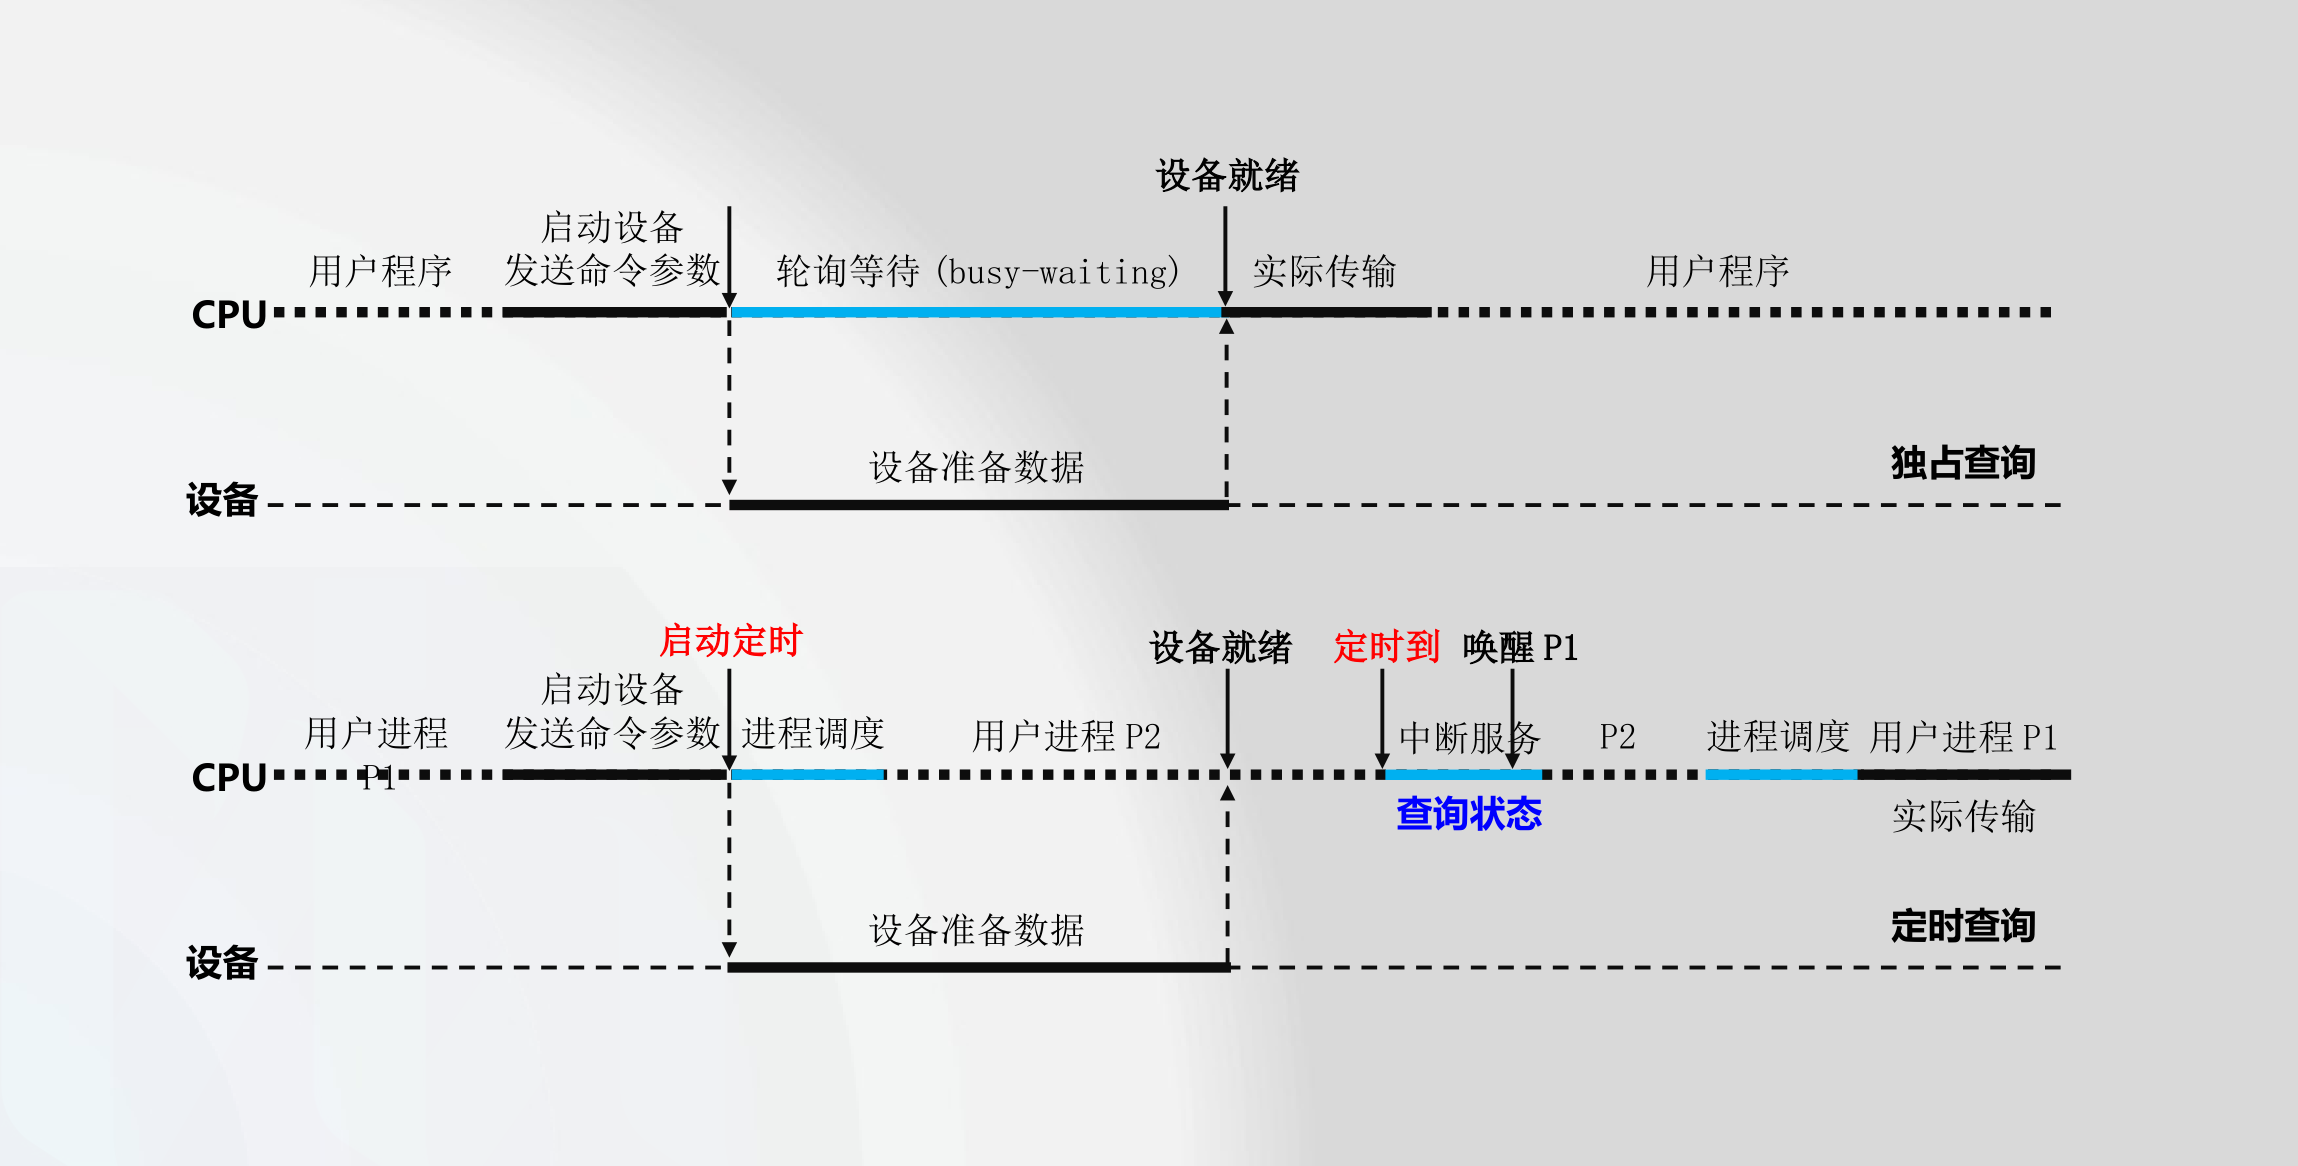 设备就绪
启动设备
用户程序
发送命令参数
轮询等待 (busy-waiting)
实际传输
用户程序
CPU
设备准备数据
独占查询
设备
启动定时
设备就绪
定时到
唤醒 P1
启动设备
用户进程
P1
发送命令参数
进程调度
用户进程 P2
中断服务
P2
进程调度
用户进程 P1
CPU
查询状态
实际传输
设备准备数据
定时查询
设备